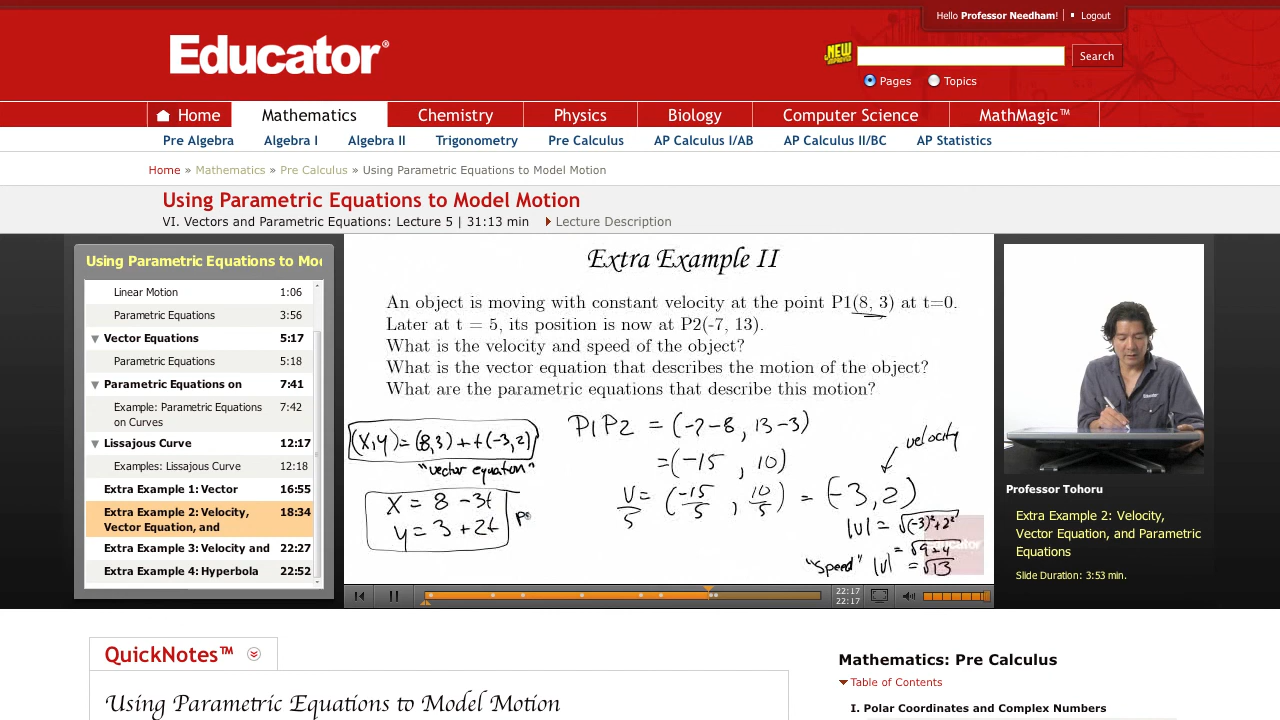 Hello Professor Needham! | ▪ Logout
Educator®
NEW
Search
Pages Topics
Home Mathematics Chemistry Physics Biology Computer Science MathMagic™
Pre Algebra Algebra I Algebra II Trigonometry Pre Calculus AP Calculus I/AB AP Calculus II/BC AP Statistics
Home » Mathematics » Pre Calculus » Using Parametric Equations to Model Motion
Using Parametric Equations to Model Motion
VI. Vectors and Parametric Equations: Lecture 5 | 31:13 min Lecture Description
Using Parametric Equations to Mo
Linear Motion 1:06
Parametric Equations 3:56
Vector Equations 5:17
Parametric Equations 5:18
Parametric Equations on 7:41
Example: Parametric Equations 7:42
on Curves
Lissajous Curve 12:17
Examples: Lissajous Curve 12:18
Extra Example 1: Vector 16:55
Extra Example 2: Velocity, 18:34
Vector Equation, and
Extra Example 3: Velocity and 22:27
Extra Example 4: Hyperbola 22:52
Extra Example II
An object is moving with constant velocity at the point P1(8, 3) at t=0.
Later at t = 5, its position is now at P2(-7, 13).
What is the velocity and speed of the object?
What is the vector equation that describes the motion of the object?
What are the parametric equations that describe this motion?
(x,y) = (8,3) + t(-3,2)
"vector equation"
x = 8 - 3t
y = 3 + 2t
P1P2 = (-7-8, 13-3)
= (-15, 10)
v/5 = (-15/5, 10/5) = (-3, 2)
velocity
|v| = √(-3)²+2²
= √9+4
"speed" |v| = √13
Educator
22:17
22:17
Educator
Professor Tohoru
Extra Example 2: Velocity,
Vector Equation, and Parametric
Equations
Slide Duration: 3:53 min.
QuickNotes™
Using Parametric Equations to Model Motion
Mathematics: Pre Calculus
Table of Contents
I. Polar Coordinates and Complex Numbers